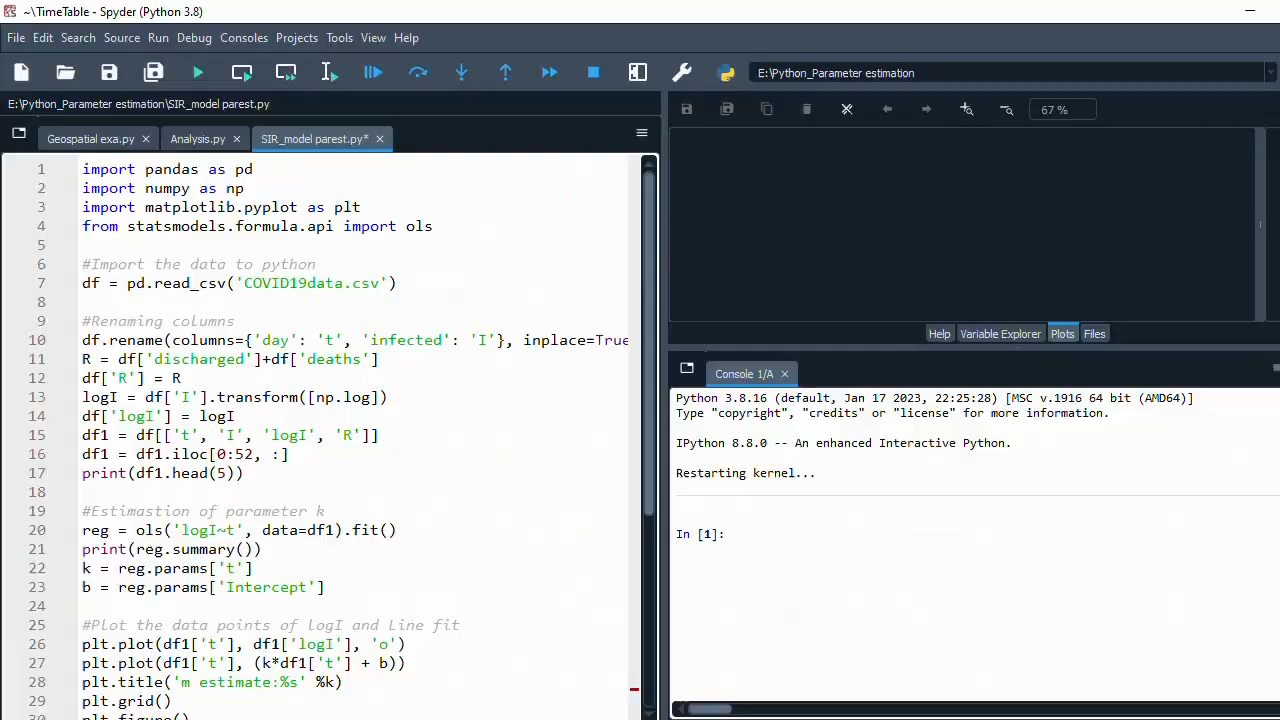 ~\TimeTable - Spyder (Python 3.8)
File Edit Search Source Run Debug Consoles Projects Tools View Help
E:\Python_Parameter estimation
E:\Python_Parameter estimation\SIR_model parest.py
Geospatial exa.py
Analysis.py
SIR_model parest.py*
1 import pandas as pd
2 import numpy as np
3 import matplotlib.pyplot as plt
4 from statsmodels.formula.api import ols
5
6 #Import the data to python
7 df = pd.read_csv('COVID19data.csv')
8
9 #Renaming columns
10 df.rename(columns={'day': 't', 'infected': 'I'}, inplace=True
11 R = df['discharged']+df['deaths']
12 df['R'] = R
13 logI = df['I'].transform([np.log])
14 df['logI'] = logI
15 df1 = df[['t', 'I', 'logI', 'R']]
16 df1 = df1.iloc[0:52, :]
17 print(df1.head(5))
18
19 #Estimastion of parameter k
20 reg = ols('logI~t', data=df1).fit()
21 print(reg.summary())
22 k = reg.params['t']
23 b = reg.params['Intercept']
24
25 #Plot the data points of logI and Line fit
26 plt.plot(df1['t'], df1['logI'], 'o')
27 plt.plot(df1['t'], (k*df1['t'] + b))
28 plt.title('m estimate:%s' %k)
29 plt.grid()
30 plt.figure()
67 %
Help Variable Explorer Plots Files
Console 1/A
Python 3.8.16 (default, Jan 17 2023, 22:25:28) [MSC v.1916 64 bit (AMD64)]
Type "copyright", "credits" or "license" for more information.
IPython 8.8.0 -- An enhanced Interactive Python.
Restarting kernel...
In [1]: